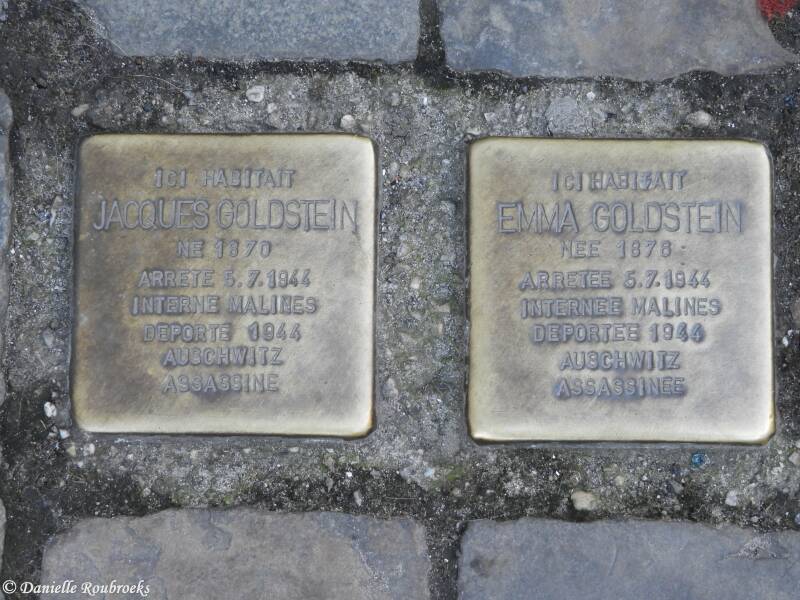 ICI HABITAIT
JACQUES GOLDSTEIN
NE 1870
ARRETE 5.7.1944
INTERNE MALINES
DEPORTE 1944
AUSCHWITZ
ASSASSINE
ICI HABITAIT
EMMA GOLDSTEIN
NEE 1876
ARRETEE 5.7.1944
INTERNEE MALINES
DEPORTEE 1944
AUSCHWITZ
ASSASSINEE
© Danielle Roubroeks